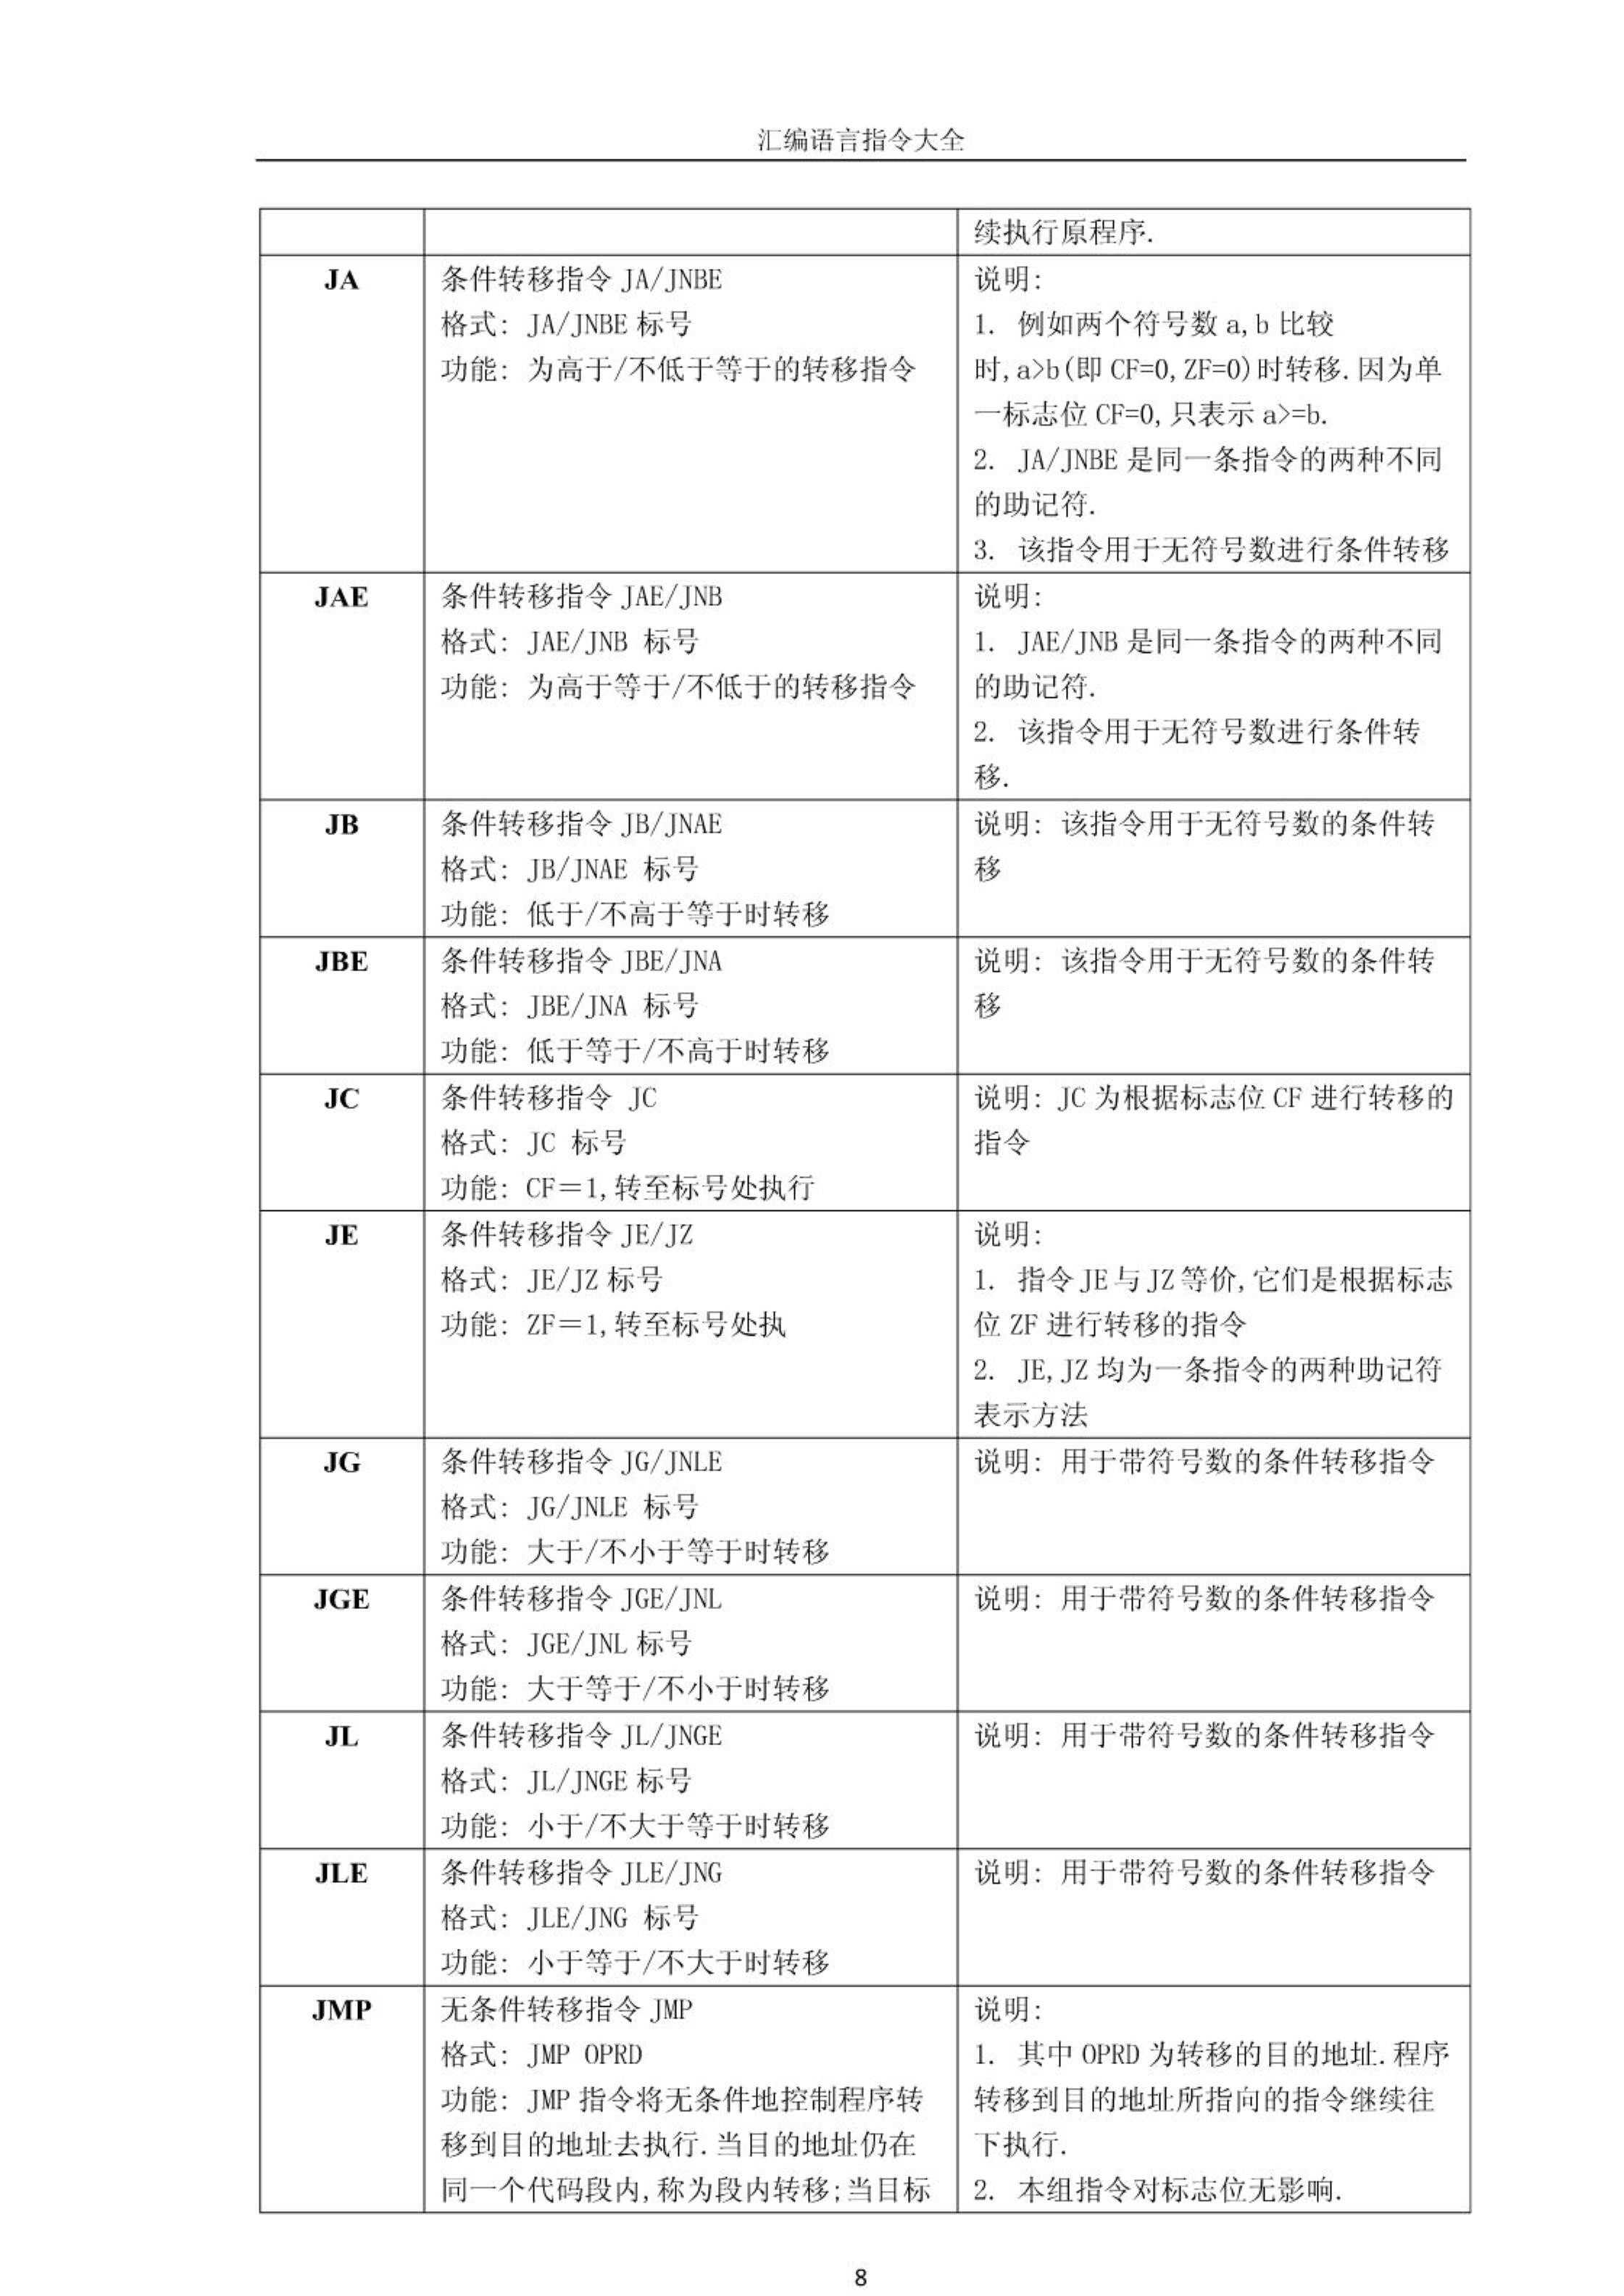 汇编语言指令大全
续执行原程序.
JA
条件转移指令 JA/JNBE
格式: JA/JNBE 标号
功能: 为高于/不低于等于的转移指令
说明:
1. 例如两个符号数 a,b 比较
时,a>b(即 CF=0,ZF=0)时转移.因为单
一标志位 CF=0,只表示 a>=b.
2. JA/JNBE 是同一条指令的两种不同
的助记符.
3. 该指令用于无符号数进行条件转移
JAE
条件转移指令 JAE/JNB
格式: JAE/JNB 标号
功能: 为高于等于/不低于的转移指令
说明:
1. JAE/JNB 是同一条指令的两种不同
的助记符.
2. 该指令用于无符号数进行条件转
移.
JB
条件转移指令 JB/JNAE
格式: JB/JNAE 标号
功能: 低于/不高于等于时转移
说明: 该指令用于无符号数的条件转
移
JBE
条件转移指令 JBE/JNA
格式: JBE/JNA 标号
功能: 低于等于/不高于时转移
说明: 该指令用于无符号数的条件转
移
JC
条件转移指令 JC
格式: JC 标号
功能: CF＝1,转至标号处执行
说明: JC 为根据标志位 CF 进行转移的
指令
JE
条件转移指令 JE/JZ
格式: JE/JZ 标号
功能: ZF＝1,转至标号处执
说明:
1. 指令 JE 与 JZ 等价,它们是根据标志
位 ZF 进行转移的指令
2. JE,JZ 均为一条指令的两种助记符
表示方法
JG
条件转移指令 JG/JNLE
格式: JG/JNLE 标号
功能: 大于/不小于等于时转移
说明: 用于带符号数的条件转移指令
JGE
条件转移指令 JGE/JNL
格式: JGE/JNL 标号
功能: 大于等于/不小于时转移
说明: 用于带符号数的条件转移指令
JL
条件转移指令 JL/JNGE
格式: JL/JNGE 标号
功能: 小于/不大于等于时转移
说明: 用于带符号数的条件转移指令
JLE
条件转移指令 JLE/JNG
格式: JLE/JNG 标号
功能: 小于等于/不大于时转移
说明: 用于带符号数的条件转移指令
JMP
无条件转移指令 JMP
格式: JMP OPRD
功能: JMP 指令将无条件地控制程序转
移到目的地址去执行.当目的地址仍在
同一个代码段内,称为段内转移;当目标
说明:
1. 其中 OPRD 为转移的目的地址.程序
转移到目的地址所指向的指令继续往
下执行.
2. 本组指令对标志位无影响.
8